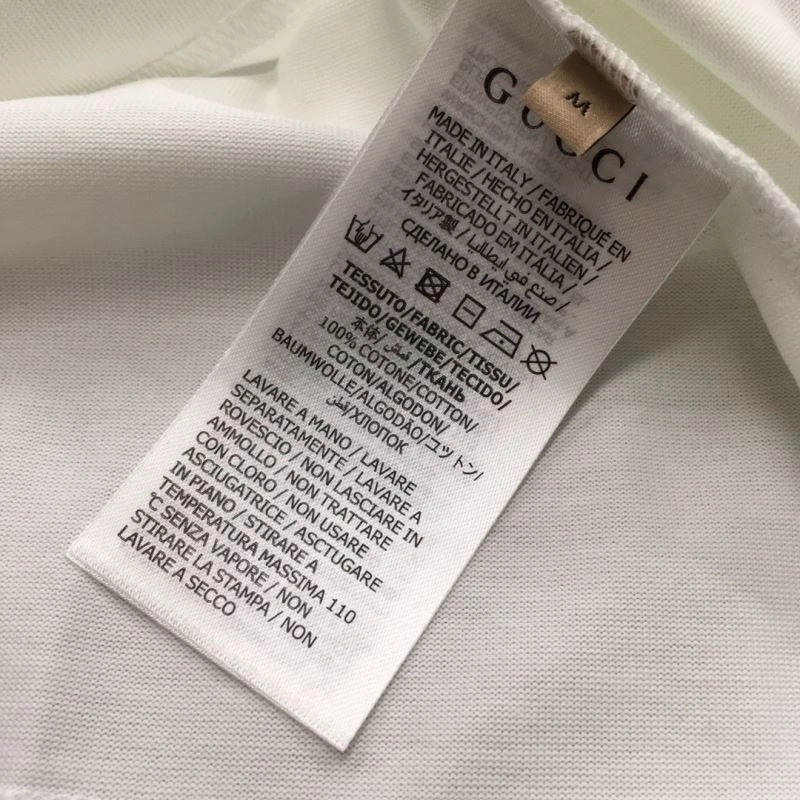 M
GUCCI
MADE IN ITALY / FABRIQUÉ EN
ITALIE / HECHO EN ITALIA /
HERGESTELLT IN ITALIEN /
FABRICADO EM ITÁLIA /
イタリア製 / صنع في ايطاليا /
СДЕЛАНО В ИТАЛИИ
TESSUTO/FABRIC/TISSU/
TEJIDO/GEWEBE/TECIDO/
本体/ قماش /ТКАНЬ
100% COTONE/COTTON/
COTON/ALGODON/
BAUMWOLLE/ALGODÃO/コットン/
قطن/ХЛОПОК
LAVARE A MANO / LAVARE
SEPARATAMENTE / LAVARE A
ROVESCIO / NON LASCIARE IN
AMMOLLO / NON TRATTARE
CON CLORO / NON USARE
ASCIUGATRICE / ASCTUGARE
IN PIANO / STIRARE A
TEMPERATURA MASSIMA 110
°C SENZA VAPORE / NON
STIRARE LA STAMPA / NON
LAVARE A SECCO